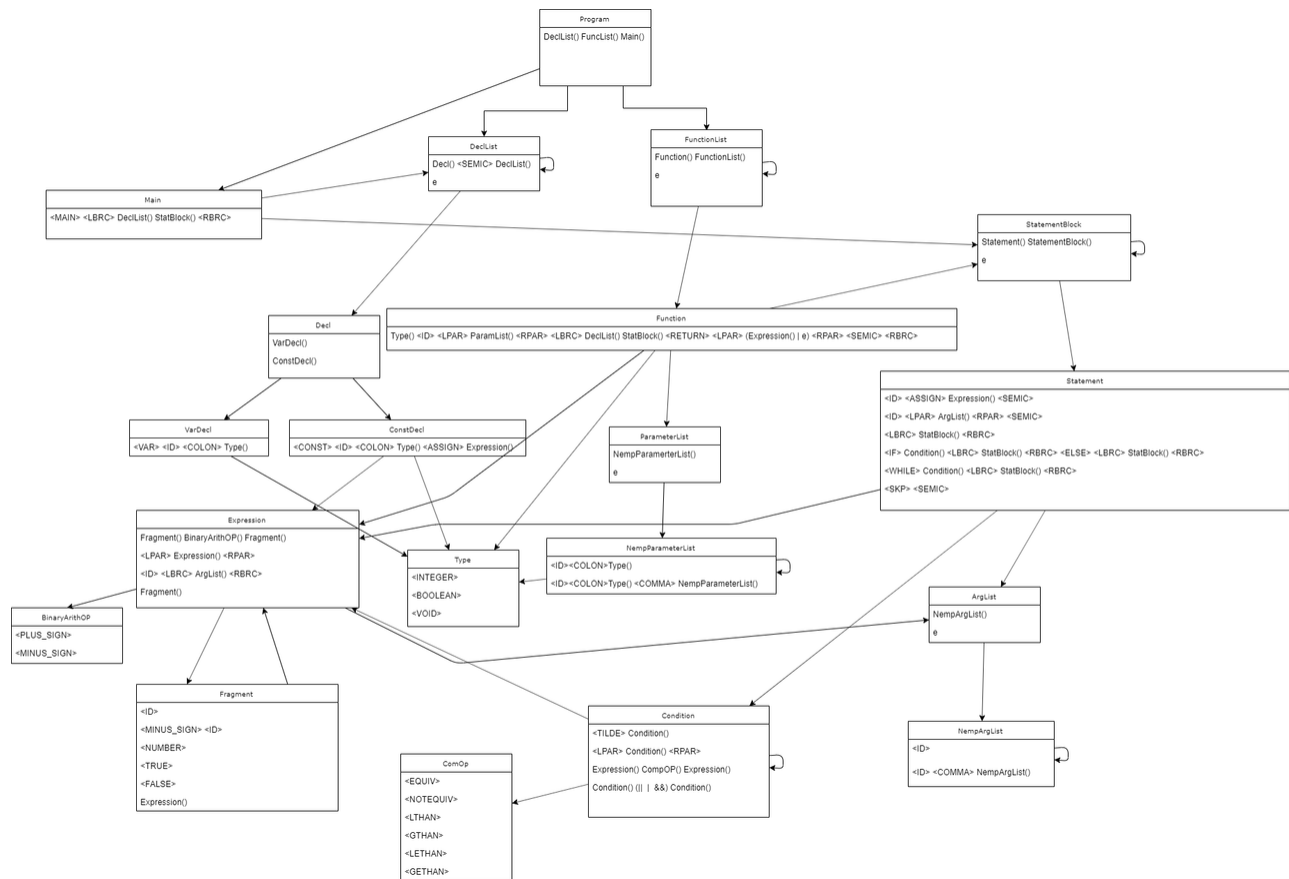 Program
DeclList() FuncList() Main()
DeclList
Decl() <SEMIC> DeclList()
e
FunctionList
Function() FunctionList()
e
Main
<MAIN> <LBRC> DeclList() StatBlock() <RBRC>
StatementBlock
Statement() StatementBlock()
e
Decl
VarDecl()
ConstDecl()
Function
Type() <ID> <LPAR> ParamList() <RPAR> <LBRC> DeclList() StatBlock() <RETURN> <LPAR> (Expression() | e) <RPAR> <SEMIC> <RBRC>
Statement
<ID> <ASSIGN> Expression() <SEMIC>
<ID> <LPAR> ArgList() <RPAR> <SEMIC>
<LBRC> StatBlock() <RBRC>
<IF> Condition() <LBRC> StatBlock() <RBRC> <ELSE> <LBRC> StatBlock() <RBRC>
<WHILE> Condition() <LBRC> StatBlock() <RBRC>
<SKP> <SEMIC>
VarDecl
<VAR> <ID> <COLON> Type()
ConstDecl
<CONST> <ID> <COLON> Type() <ASSIGN> Expression()
ParameterList
NempParamerterList()
e
Expression
Fragment() BinaryArithOP() Fragment()
<LPAR> Expression() <RPAR>
<ID> <LBRC> ArgList() <RBRC>
Fragment()
Type
<INTEGER>
<BOOLEAN>
<VOID>
NempParameterList
<ID><COLON>Type()
<ID><COLON>Type() <COMMA> NempParameterList()
ArgList
NempArgList()
e
BinaryArithOP
<PLUS_SIGN>
<MINUS_SIGN>
Fragment
<ID>
<MINUS_SIGN> <ID>
<NUMBER>
<TRUE>
<FALSE>
Expression()
Condition
<TILDE> Condition()
<LPAR> Condition() <RPAR>
Expression() CompOP() Expression()
Condition() (|| | &&) Condition()
NempArgList
<ID>
<ID> <COMMA> NempArgList()
ComOp
<EQUIV>
<NOTEQUIV>
<LTHAN>
<GTHAN>
<LETHAN>
<GETHAN>